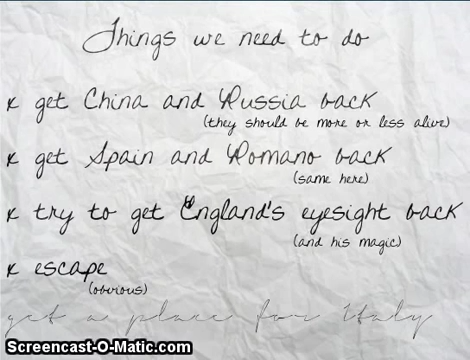 Things we need to do
x get China and Russia back
(they should be more or less alive)
x get Spain and Romano back
(same here)
x try to get England's eyesight back
(and his magic)
x escape
(obvious)
get a place for Italy
Screencast-O-Matic.com